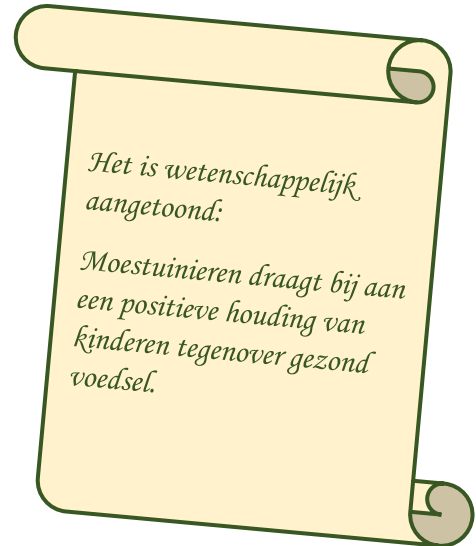 Het is wetenschappelijk
aangetoond:
Moestuinieren draagt bij aan
een positieve houding van
kinderen tegenover gezond
voedsel.